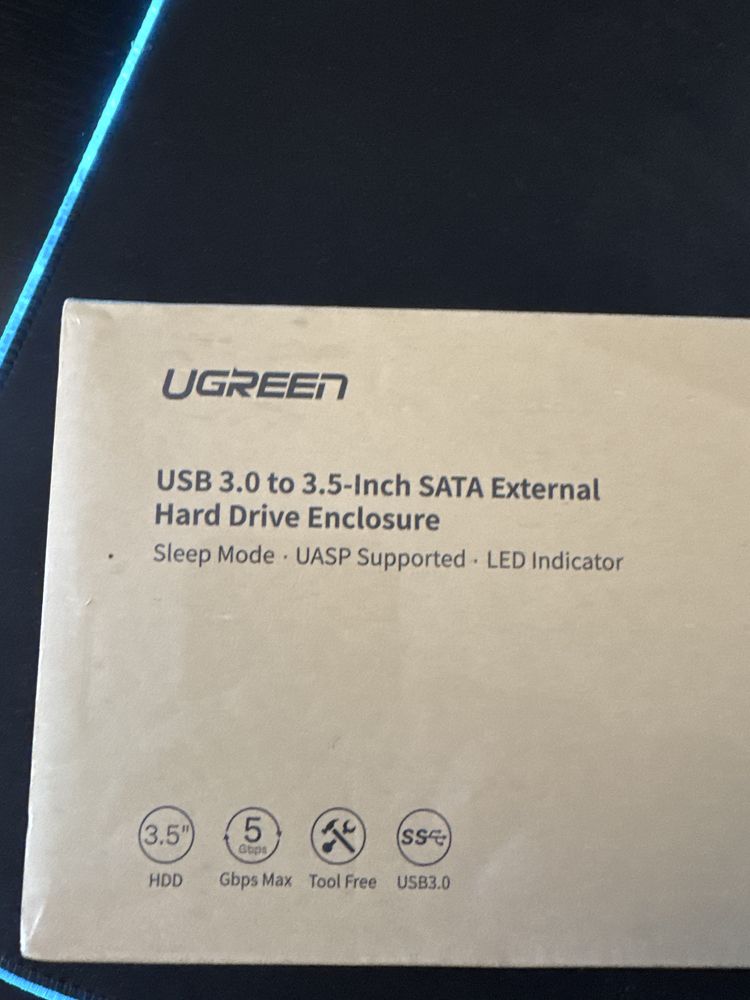 UGREEN
USB 3.0 to 3.5-Inch SATA External
Hard Drive Enclosure
Sleep Mode · UASP Supported · LED Indicator
3.5"
5
Gbps
SS
HDD
Gbps Max
Tool Free
USB3.0